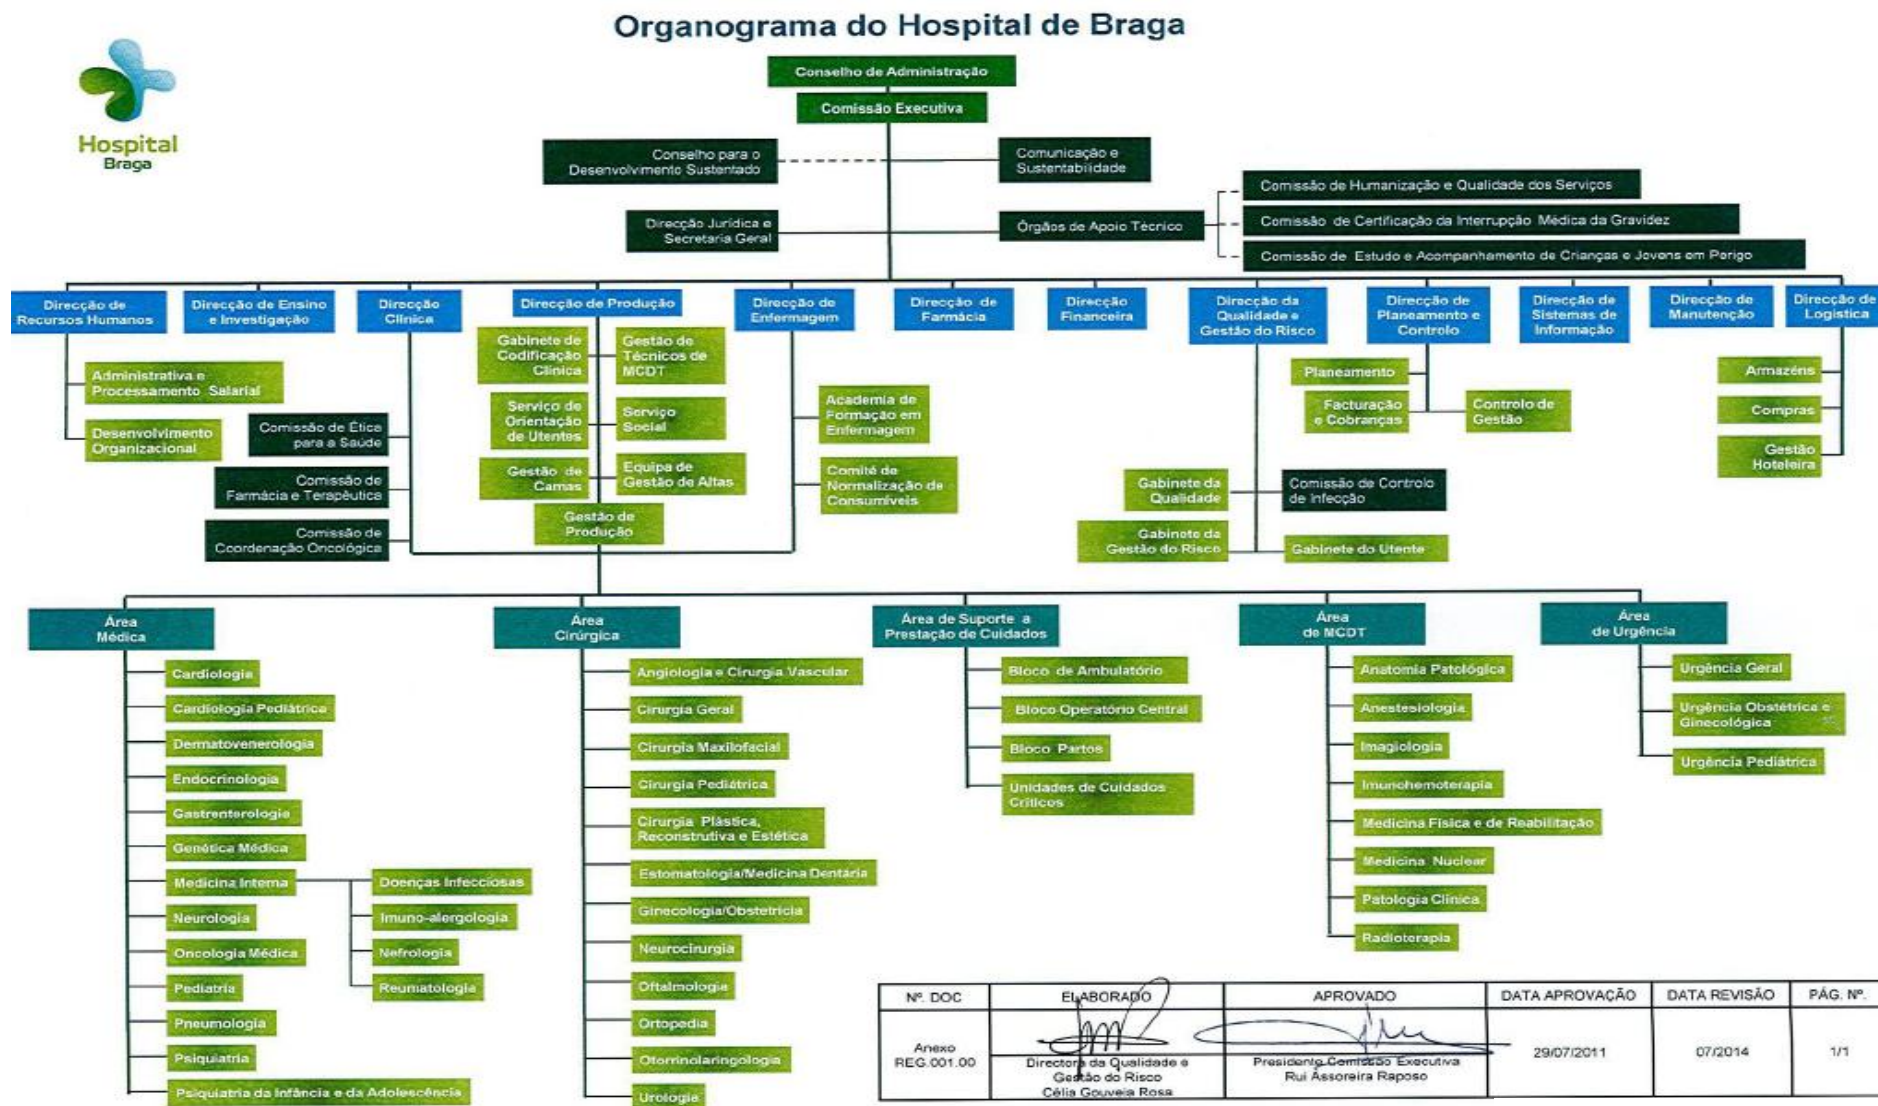 Organograma do Hospital de Braga
Hospital
Braga
Conselho de Administração
Comissão Executiva
Conselho para o
Desenvolvimento Sustentado
Comunicação e
Sustentabilidade
Direcção Jurídica e
Secretaria Geral
Órgãos de Apoio Técnico
Comissão de Humanização e Qualidade dos Serviços
Comissão de Certificação da Interrupção Médica da Gravidez
Comissão de Estudo e Acompanhamento de Crianças e Jovens em Perigo
Direcção de
Recursos Humanos
Direcção de Ensino
e Investigação
Direcção
Clínica
Direcção de Produção
Direcção de
Enfermagem
Direcção de
Farmácia
Direcção
Financeira
Direcção da
Qualidade e
Gestão do Risco
Direcção de
Planeamento e
Controlo
Direcção de
Sistemas de
Informação
Direcção de
Manutenção
Direcção de
Logística
Administrativa e
Processamento Salarial
Desenvolvimento
Organizacional
Comissão de Ética
para a Saúde
Comissão de
Farmácia e Terapêutica
Comissão de
Coordenação Oncológica
Gabinete de
Codificação
Clínica
Gestão de
Técnicos de
MCDT
Serviço de
Orientação
de Utentes
Serviço
Social
Gestão de
Camas
Equipa de
Gestão de Altas
Gestão de
Produção
Academia de
Formação em
Enfermagem
Comité de
Normalização de
Consumíveis
Gabinete da
Qualidade
Comissão de Controlo
de Infecção
Gabinete da
Gestão do Risco
Gabinete do Utente
Planeamento
Facturação
e Cobranças
Controlo de
Gestão
Armazéns
Compras
Gestão
Hoteleira
Área
Médica
Área
Cirúrgica
Área de Suporte a
Prestação de Cuidados
Área
de MCDT
Área
de Urgência
Cardiologia
Cardiologia Pediátrica
Dermatovenerologia
Endocrinologia
Gastrenterologia
Genética Médica
Medicina Interna
Neurologia
Oncologia Médica
Pediatria
Pneumologia
Psiquiatria
Psiquiatria da Infância e da Adolescência
Doenças Infecciosas
Imuno-alergologia
Nefrologia
Reumatologia
Angiologia e Cirurgia Vascular
Cirurgia Geral
Cirurgia Maxilofacial
Cirurgia Pediátrica
Cirurgia Plástica,
Reconstrutiva e Estética
Estomatologia/Medicina Dentária
Ginecologia/Obstetrícia
Neurocirurgia
Oftalmologia
Ortopedia
Otorrinolaringologia
Urologia
Bloco de Ambulatório
Bloco Operatório Central
Bloco Partos
Unidades de Cuidados
Críticos
Anatomia Patológica
Anestesiologia
Imagiologia
Imunohemoterapia
Medicina Física e de Reabilitação
Medicina Nuclear
Patologia Clínica
Radioterapia
Urgência Geral
Urgência Obstétrica e
Ginecológica
Urgência Pediátrica
Nº. DOC
ELABORADO
APROVADO
DATA APROVAÇÃO
DATA REVISÃO
PÁG. Nº.
Anexo
REG.001.00
Directora da Qualidade e
Gestão do Risco
Célia Gouveia Rosa
Presidente Comissão Executiva
Rui Assoreira Raposo
29/07/2011
07/2014
1/1